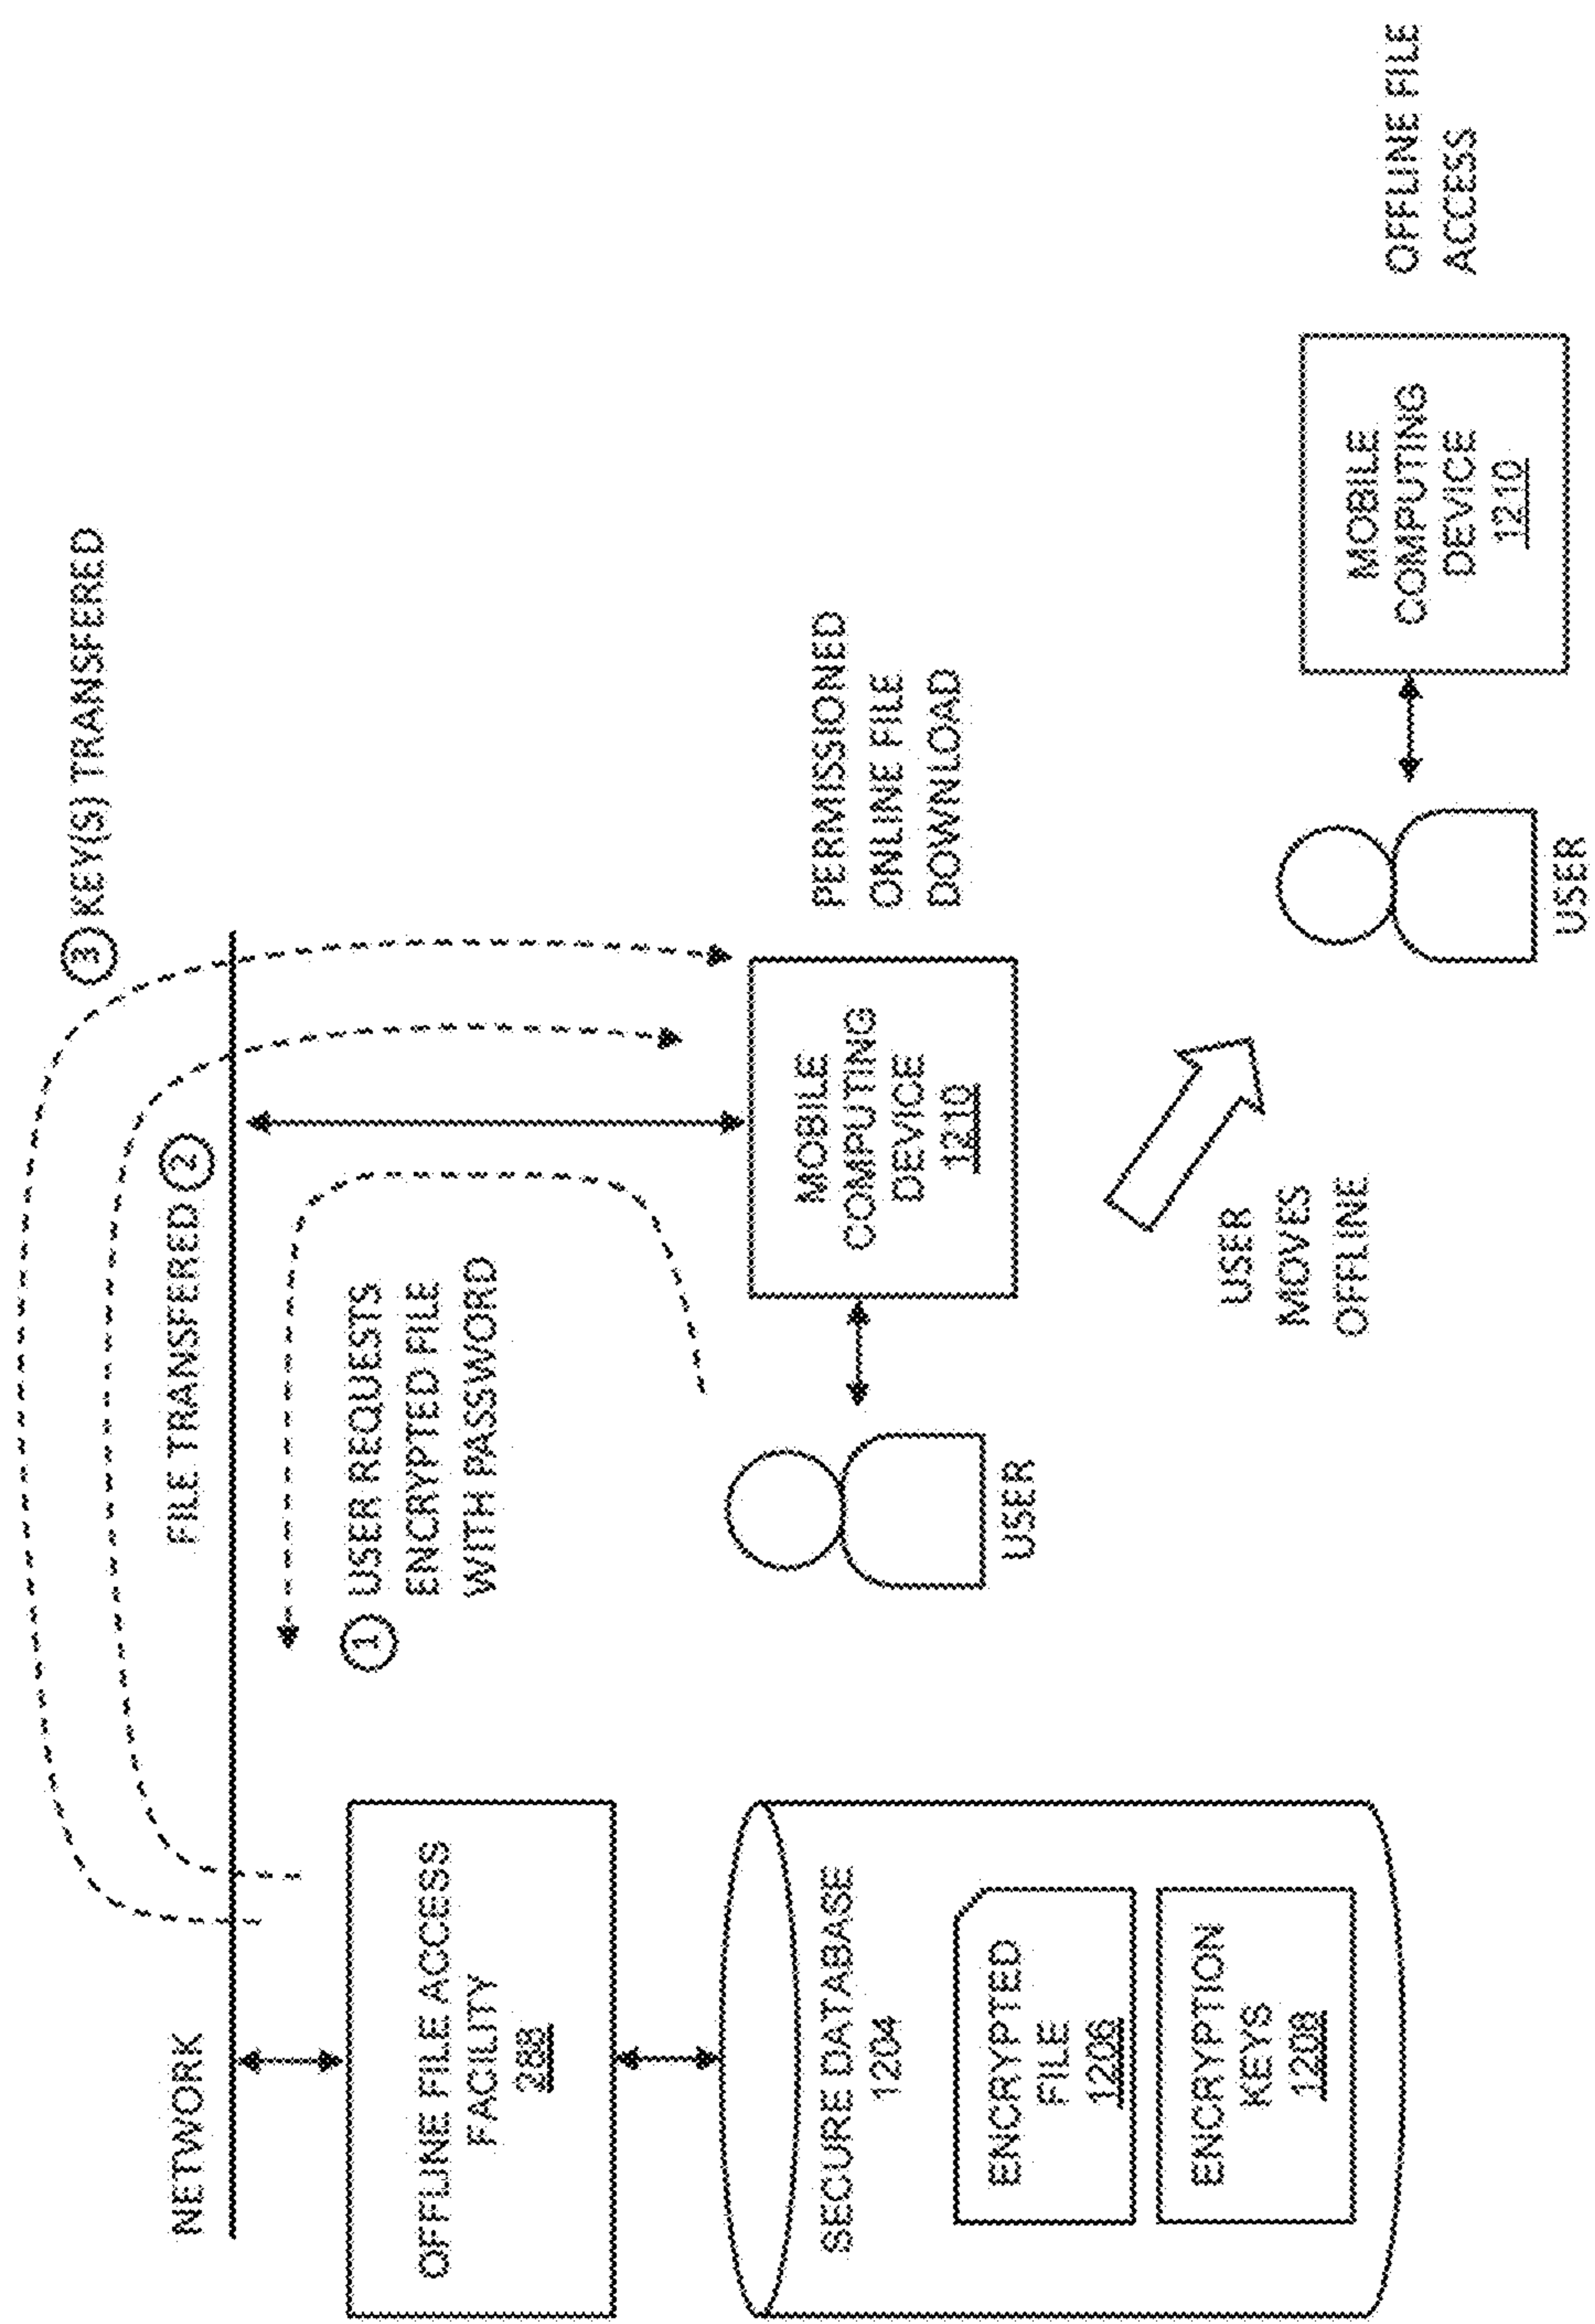 ③ KEY(S) TRANSFERED
FILE TRANSFERED ②
NETWORK
① USER REQUESTS
ENCRYPTED FILE
WITH PASSWORD
OFFLINE FILE ACCESS
FACILITY
288
SECURE DATABASE
1204
ENCRYPTED
FILE
1206
ENCRYPTION
KEYS
1208
USER
MOBILE
COMPUTING
DEVICE
1210
PERMISSIONED
ONLINE FILE
DOWNLOAD
USER
MOVES
OFFLINE
USER
MOBILE
COMPUTING
DEVICE
1210
OFFLINE FILE
ACCESS